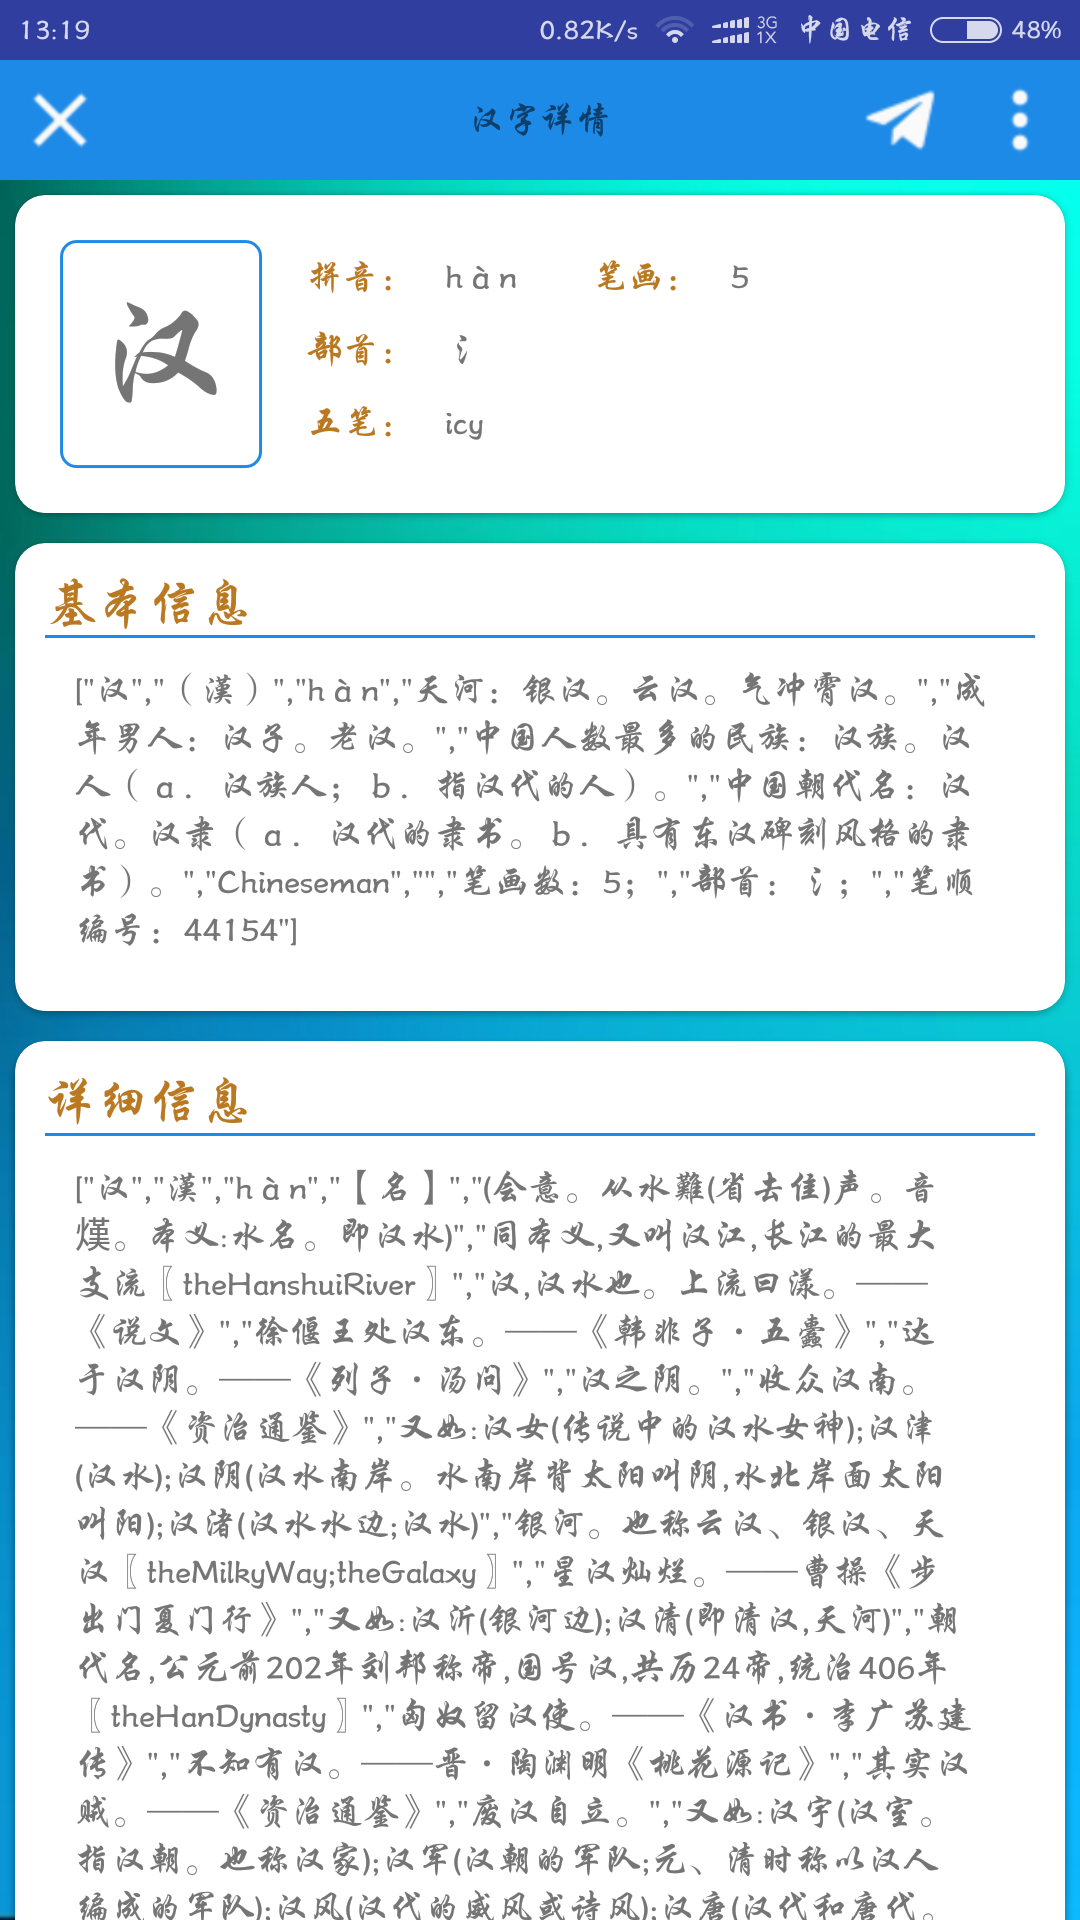 13:19 0.82K/s 3G 1X 中国电信 48%
汉字详情
汉
拼音： hàn 笔画： 5
部首： 氵
五笔： icy
基本信息
["汉","（漢）","hàn","天河：银汉。云汉。气冲霄汉。","成
年男人：汉子。老汉。","中国人数最多的民族：汉族。汉
人（ａ．汉族人；ｂ．指汉代的人）。","中国朝代名：汉
代。汉隶（ａ．汉代的隶书。ｂ．具有东汉碑刻风格的隶
书）。","Chineseman","","笔画数：5；","部首：氵；","笔顺
编号：44154"]
详细信息
["汉","漢","hàn","【名】","(会意。从水難(省去佳)声。音
熯。本义:水名。即汉水)","同本义,又叫汉江,长江的最大
支流〖theHanshuiRiver〗","汉,汉水也。上流曰漾。——
《说文》","徐偃王处汉东。——《韩非子·五蠹》","达
于汉阴。——《列子·汤问》","汉之阴。","收众汉南。
——《资治通鉴》","又如:汉女(传说中的汉水女神);汉津
(汉水);汉阴(汉水南岸。水南岸背太阳叫阴,水北岸面太阳
叫阳);汉渚(汉水水边;汉水)","银河。也称云汉、银汉、天
汉〖theMilkyWay;theGalaxy〗","星汉灿烂。——曹操《步
出门夏门行》","又如:汉沂(银河边);汉清(即清汉,天河)","朝
代名,公元前202年刘邦称帝,国号汉,共历24帝,统治406年
〖theHanDynasty〗","匈奴留汉使。——《汉书·李广苏建
传》","不知有汉。——晋·陶渊明《桃花源记》","其实汉
贼。——《资治通鉴》","废汉自立。","又如:汉宇(汉室。
指汉朝。也称汉家);汉军(汉朝的军队;元、清时称以汉人
编成的军队);汉风(汉代的威风或诗风);汉唐(汉代和唐代。